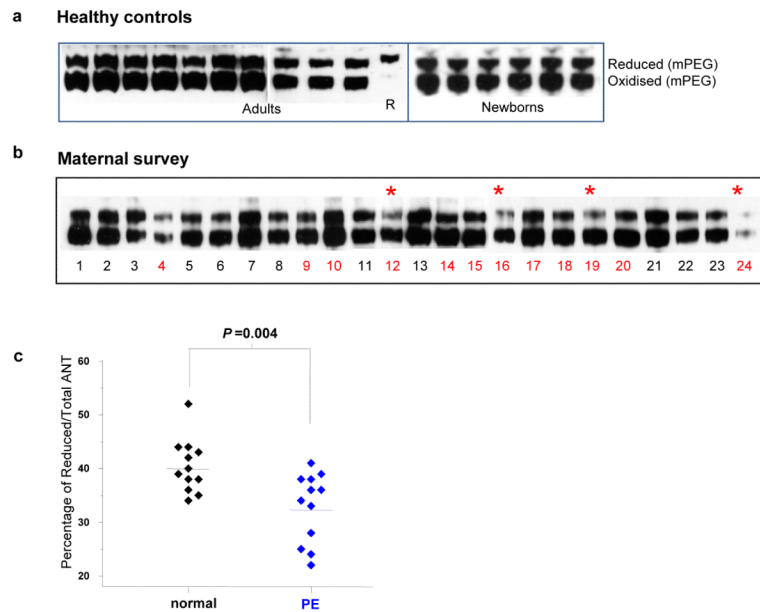 a Healthy controls
Reduced (mPEG)
Oxidised (mPEG)
Adults R Newborns
b Maternal survey
* * * *
1 2 3 4 5 6 7 8 9 10 11 12 13 14 15 16 17 18 19 20 21 22 23 24
c
P=0.004
Percentage of Reduced/Total ANT
60
50
40
30
20
normal PE